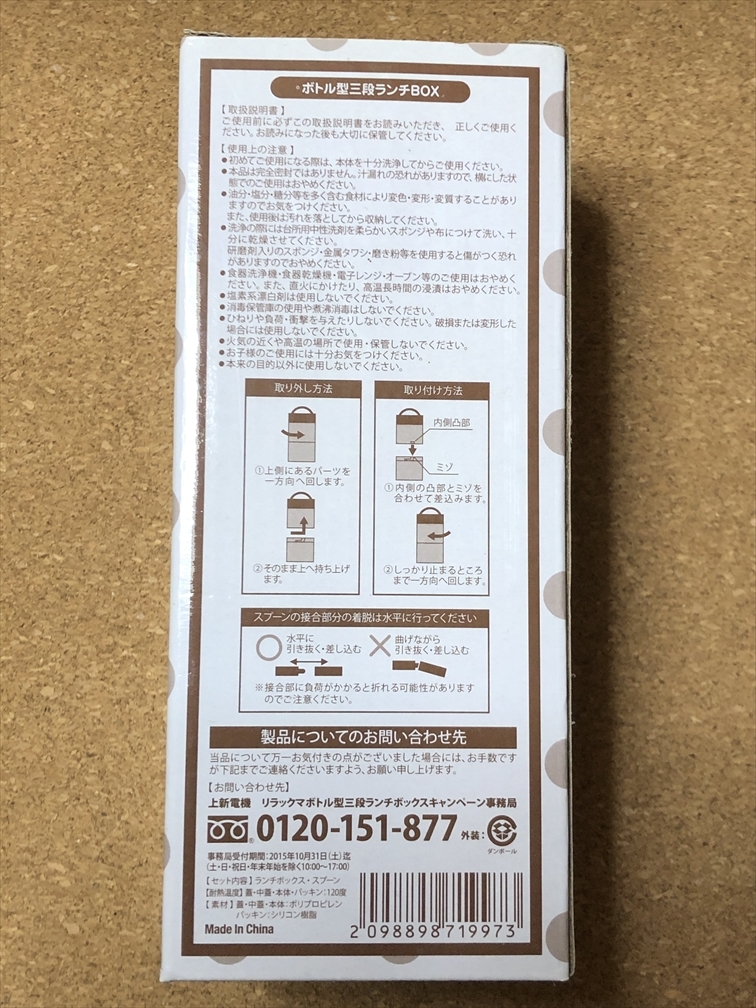 ボトル型三段ランチBOX
【取扱説明書】
ご使用前に必ずこの取扱説明書をお読みいただき、 正しくご使用く
ださい。お読みになった後も大切に保管してください。
【使用上の注意】
●初めてご使用になる際は、本体を十分洗浄してからご使用ください。
●本品は完全密封ではありません。汁漏れの恐れがありますので、横にした状
態でのご使用はおやめください。
●油分・塩分・糖分等を多く含む食材により変色・変形・変質することがあり
ますのでお気をつけください。
また、使用後は汚れを落としてから収納してください。
●洗浄の際には台所用中性洗剤を柔らかいスポンジや布につけて洗い、十
分に乾燥させてください。
研磨剤入りのスポンジ・金属タワシ・磨き粉等を使用すると傷がつく恐れ
がありますのでおやめください。
●食器洗浄機・食器乾燥機・電子レンジ・オーブン等のご使用はおやめくだ
さい。また、直火にかけたり、高温長時間の浸漬はおやめください。
●塩素系漂白剤は使用しないでください。
●消毒保管庫の使用や煮沸消毒はしないでください。
●ひねりや負荷・衝撃を与えたりしないでください。破損または変形した
場合には使用しないでください。
●火気の近くや高温の場所で使用・保管しないでください。
●お子様のご使用には十分お気をつけください。
●本来の目的以外に使用しないでください。
取り外し方法
①上側にあるパーツを
一方向へ回します。
②そのまま上へ持ち上げ
ます。
取り付け方法
内側凸部
ミゾ
①内側の凸部とミゾを
合わせて差込みます。
②しっかり止まるところ
まで一方向へ回します。
スプーンの接合部分の着脱は水平に行ってください
水平に
引き抜く・差し込む
曲げながら
引き抜く・差し込む
※接合部に負荷がかかると折れる可能性があります
のでご注意ください。
製品についてのお問い合わせ先
当品について万一お気付きの点がございました場合には、お手数です
が下記までご連絡くださいますよう、お願い申し上げます。
【お問い合わせ先】
上新電機 リラックマボトル型三段ランチボックスキャンペーン事務局
0120-151-877 外装:
ダンボール
事務局受付期間:2015年10月31日(土)迄
(土・日・祝日・年末年始を除く10:00〜17:00)
【セット内容】ランチボックス・スプーン
【耐熱温度】蓋・中蓋・本体・パッキン:120度
【素材】蓋・中蓋・本体:ポリプロピレン
パッキン:シリコン樹脂
Made In China
2098898719973